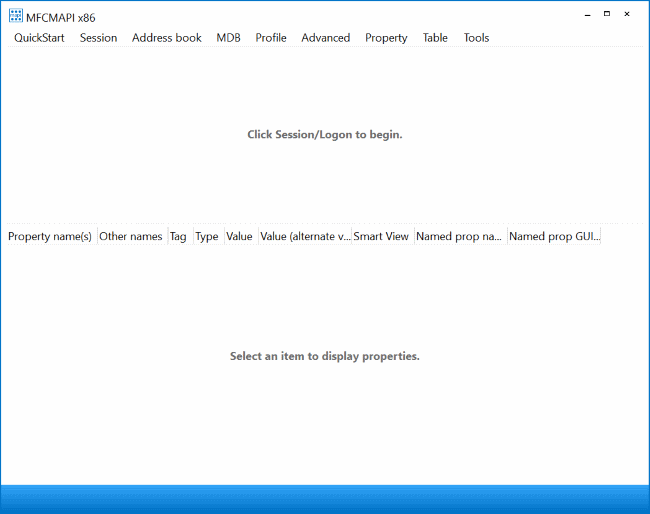 MFCMAPI x86
QuickStart Session Address book MDB Profile Advanced Property Table Tools
Click Session/Logon to begin.
Property name(s) Other names Tag Type Value Value (alternate v... Smart View Named prop na... Named prop GUI...
Select an item to display properties.